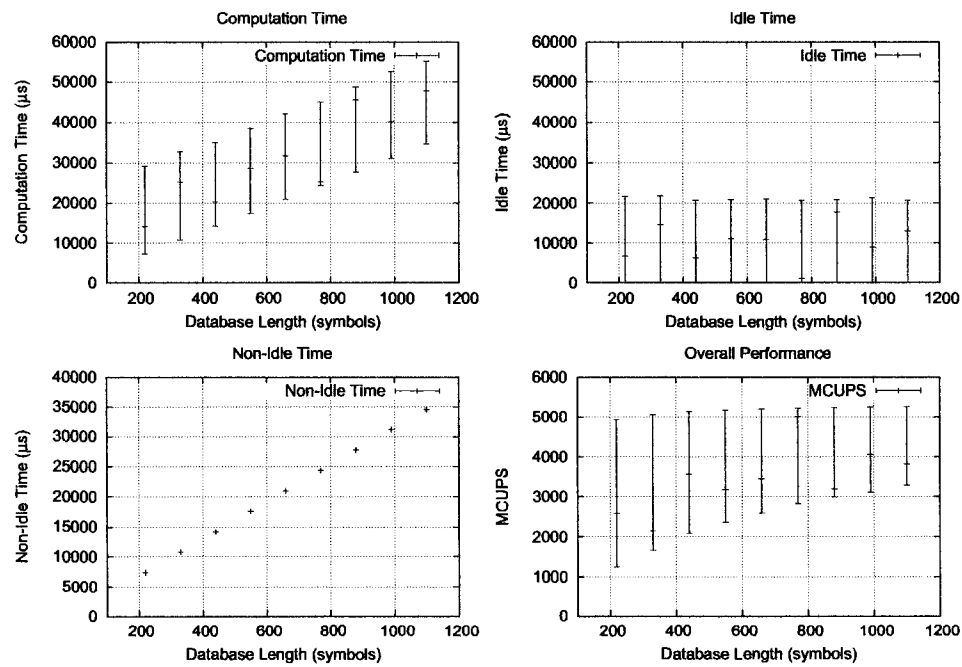 Computation Time
Computation Time (µs)
60000
50000
40000
30000
20000
10000
0
Computation Time
200 400 600 800 1000 1200
Database Length (symbols)
Idle Time
Idle Time (µs)
60000
50000
40000
30000
20000
10000
0
Idle Time
200 400 600 800 1000 1200
Database Length (symbols)
Non-Idle Time
Non-Idle Time (µs)
40000
35000
30000
25000
20000
15000
10000
5000
0
Non-Idle Time
200 400 600 800 1000 1200
Database Length (symbols)
Overall Performance
MCUPS
6000
5000
4000
3000
2000
1000
0
MCUPS
200 400 600 800 1000 1200
Database Length (symbols)